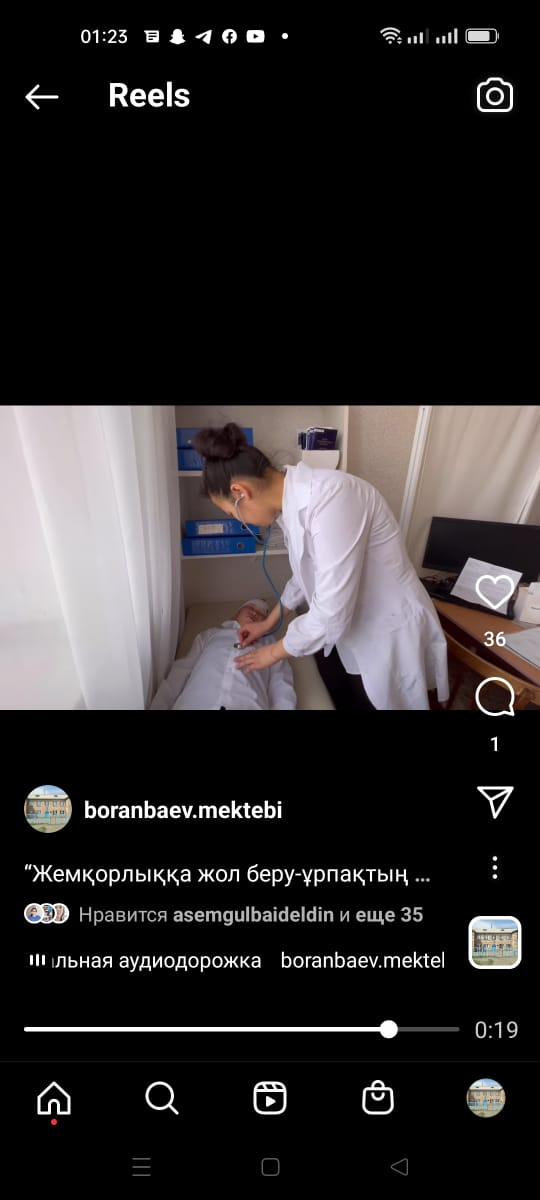 01:23
Reels
36
1
boranbaev.mektebi
“Жемқорлыққа жол беру-ұрпақтың ...
Нравится asemgulbaideldin и еще 35
льная аудиодорожка boranbaev.mektel
0:19